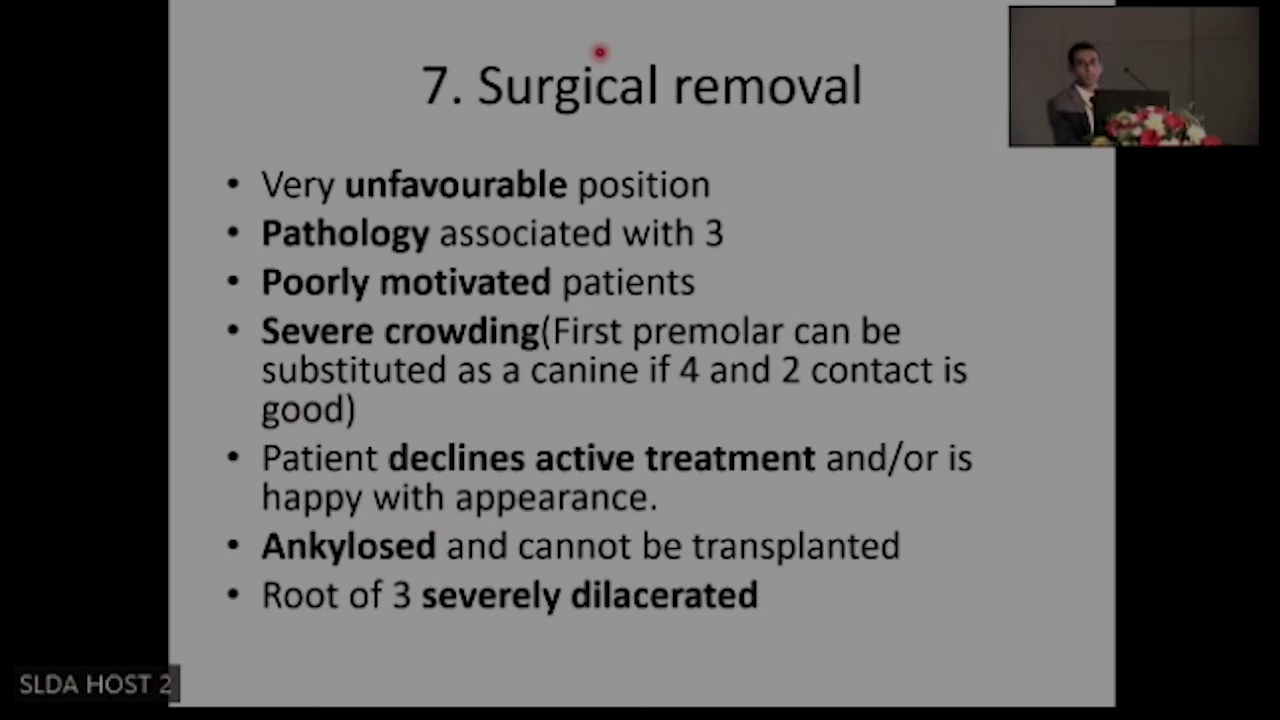 7. Surgical removal
• Very unfavourable position
• Pathology associated with 3
• Poorly motivated patients
• Severe crowding(First premolar can be
substituted as a canine if 4 and 2 contact is
good)
• Patient declines active treatment and/or is
happy with appearance.
• Ankylosed and cannot be transplanted
• Root of 3 severely dilacerated
SLDA HOST 2